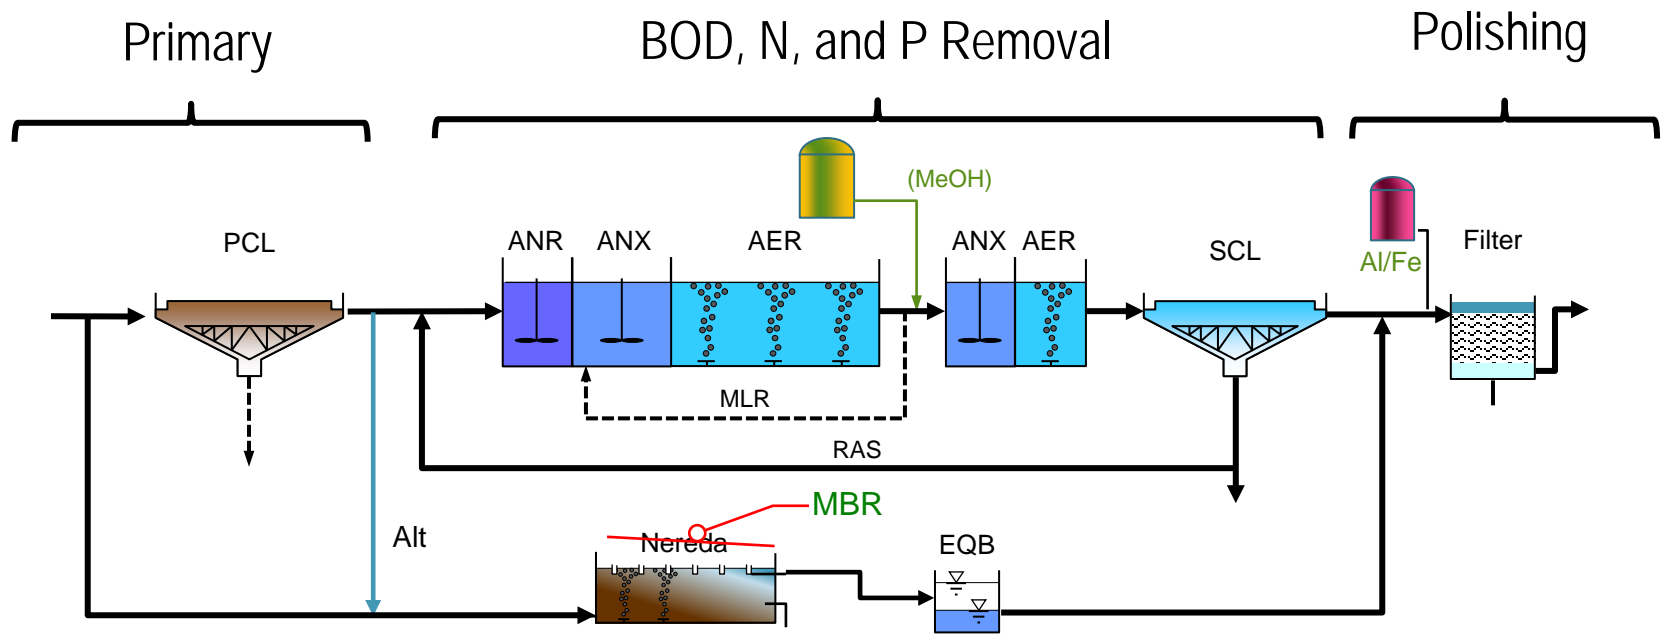 Primary
BOD, N, and P Removal
Polishing
(MeOH)
PCL
ANR
ANX
AER
ANX
AER
SCL
Al/Fe
Filter
MLR
RAS
MBR
Alt
Nereda
EQB